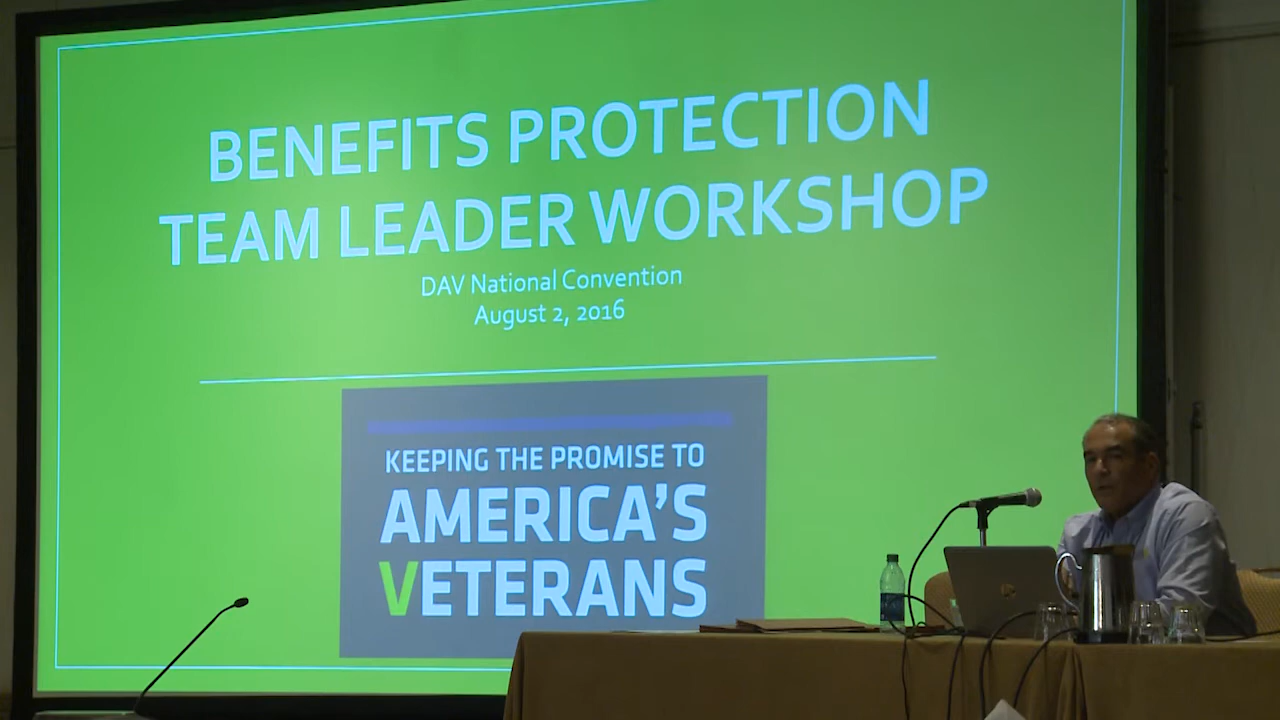 BENEFITS PROTECTION
TEAM LEADER WORKSHOP
DAV National Convention
August 2, 2016
KEEPING THE PROMISE TO
AMERICA'S
VETERANS